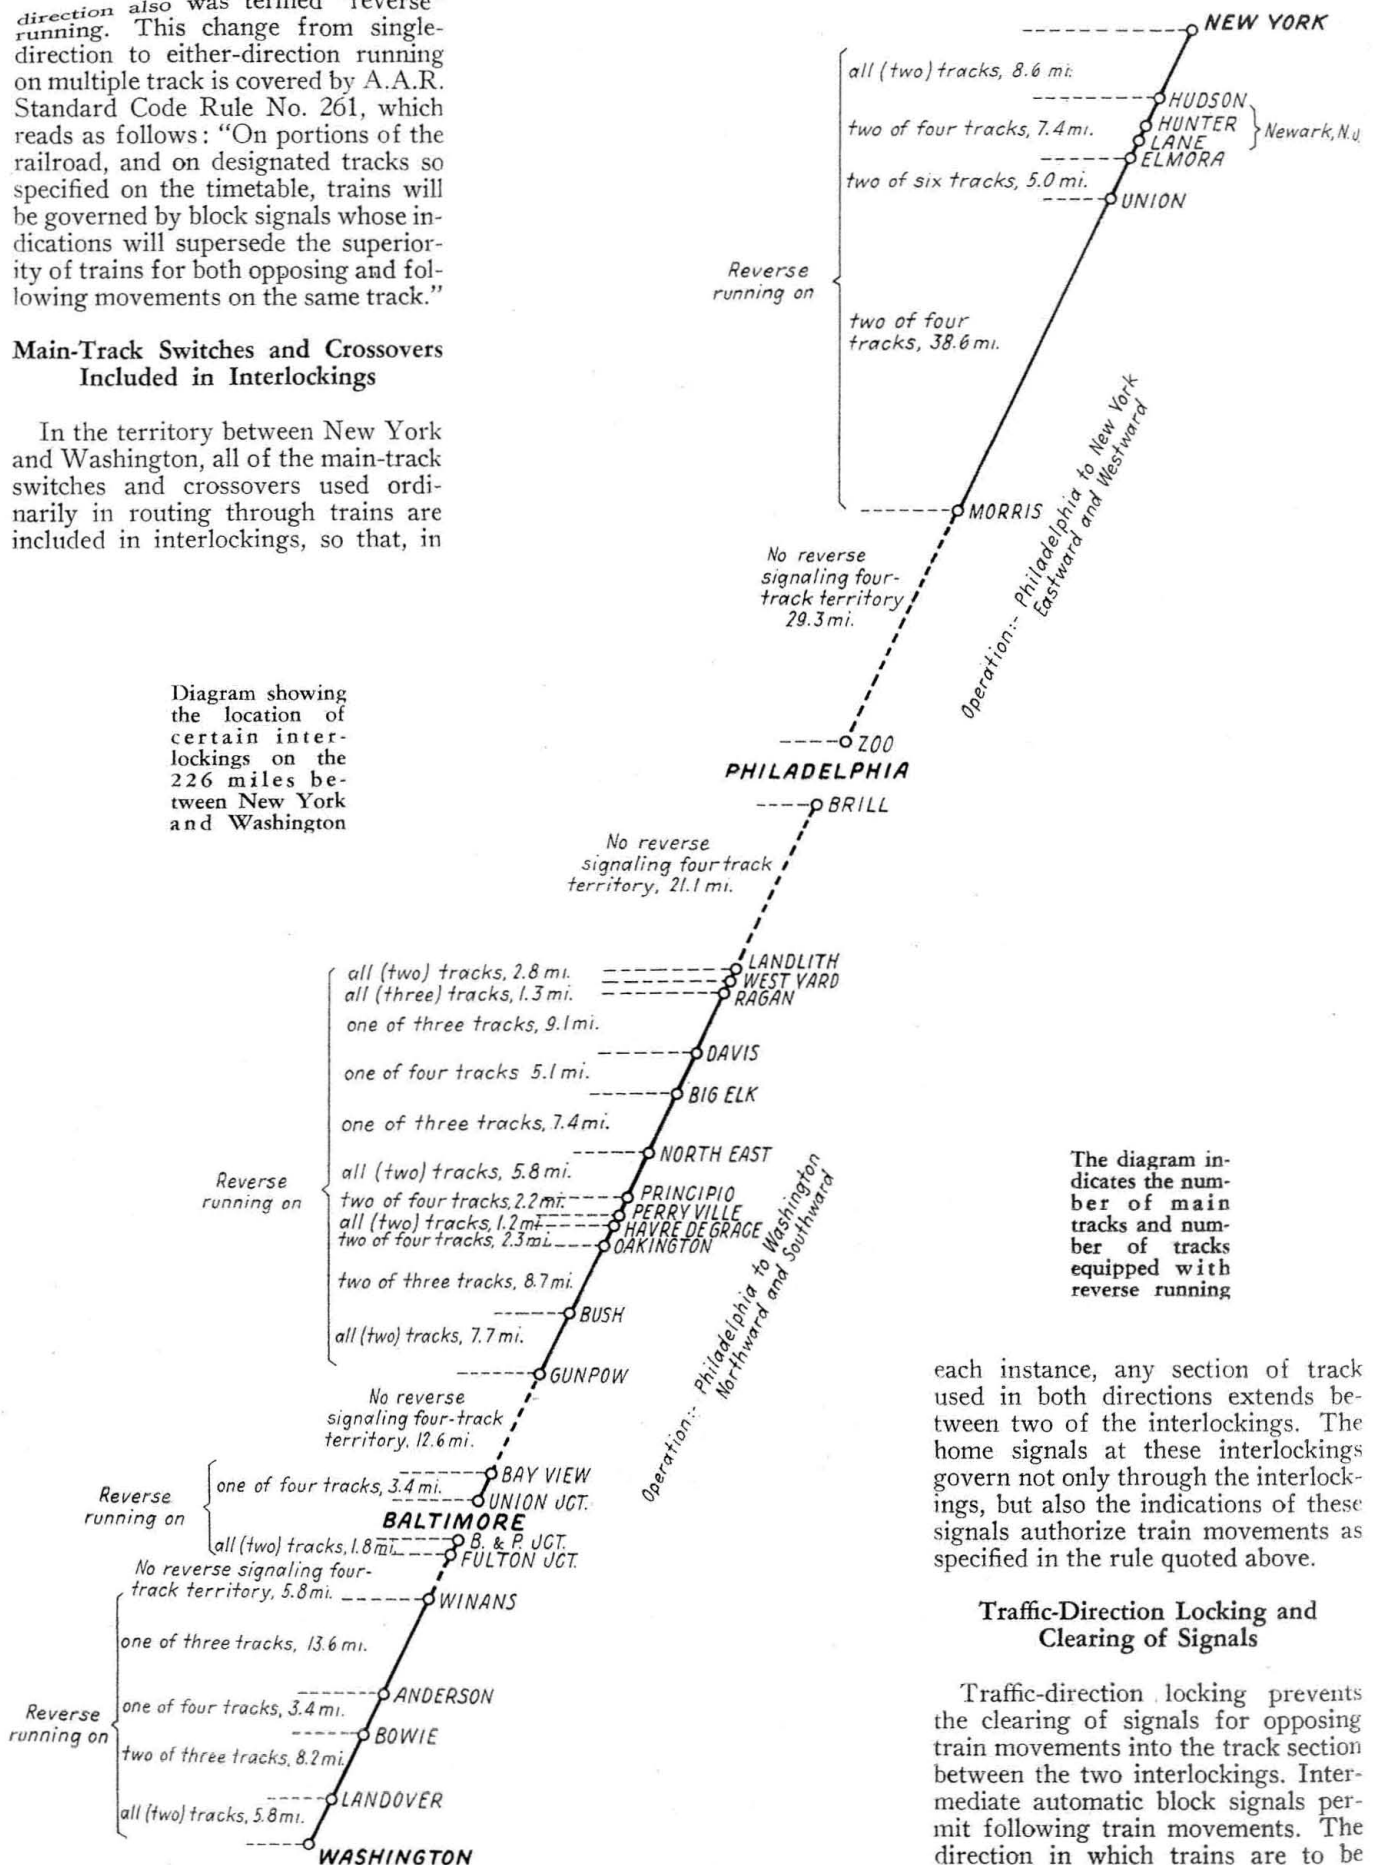 direction also was termed "reverse"
running. This change from single-
direction to either-direction running
on multiple track is covered by A.A.R.
Standard Code Rule No. 261, which
reads as follows: "On portions of the
railroad, and on designated tracks so
specified on the timetable, trains will
be governed by block signals whose in-
dications will supersede the superior-
ity of trains for both opposing and fol-
lowing movements on the same track."
Main-Track Switches and Crossovers
Included in Interlockings
In the territory between New York
and Washington, all of the main-track
switches and crossovers used ordi-
narily in routing through trains are
included in interlockings, so that, in
Diagram showing
the location of
certain inter-
lockings on the
226 miles be-
tween New York
and Washington
NEW YORK
all (two) tracks, 8.6 mi.
HUDSON
two of four tracks, 7.4mi.
HUNTER
LANE
Newark, N.J.
ELMORA
two of six tracks, 5.0 mi.
UNION
Reverse
running on
two of four
tracks, 38.6 mi.
MORRIS
No reverse
signaling four-
track territory
29.3 mi.
Operation:- Philadelphia to New York
Eastward and Westward
ZOO
PHILADELPHIA
BRILL
No reverse
signaling four track
territory, 21.1 mi.
LANDLITH
all (two) tracks, 2.8 mi.
WEST YARD
all (three) tracks, 1.3 mi.
RAGAN
one of three tracks, 9.1mi.
DAVIS
one of four tracks 5.1 mi.
BIG ELK
one of three tracks, 7.4 mi.
NORTH EAST
Reverse
running on
all (two) tracks, 5.8 mi.
PRINCIPIO
two of four tracks, 2.2 mi.
PERRYVILLE
all (two) tracks, 1.2 mi.
HAVRE DE GRACE
two of four tracks, 2.3 mi.
OAKINGTON
two of three tracks, 8.7 mi.
BUSH
all (two) tracks, 7.7 mi.
GUNPOW
No reverse
signaling four-track
territory, 12.6 mi.
Operation:- Philadelphia to Washington
Northward and Southward
BAY VIEW
one of four tracks, 3.4 mi.
UNION JCT.
Reverse
running on
BALTIMORE
B. & P. JCT.
all (two) tracks, 1.8 mi.
FULTON JCT.
No reverse signaling four-
track territory, 5.8 mi.
WINANS
one of three tracks, 13.6 mi.
ANDERSON
Reverse
running on
one of four tracks, 3.4 mi.
BOWIE
two of three tracks, 8.2 mi.
LANDOVER
all (two) tracks, 5.8 mi.
WASHINGTON
The diagram in-
dicates the num-
ber of main
tracks and num-
ber of tracks
equipped with
reverse running
each instance, any section of track
used in both directions extends be-
tween two of the interlockings. The
home signals at these interlockings
govern not only through the interlock-
ings, but also the indications of these
signals authorize train movements as
specified in the rule quoted above.
Traffic-Direction Locking and
Clearing of Signals
Traffic-direction locking prevents
the clearing of signals for opposing
train movements into the track section
between the two interlockings. Inter-
mediate automatic block signals per-
mit following train movements. The
direction in which trains are to be